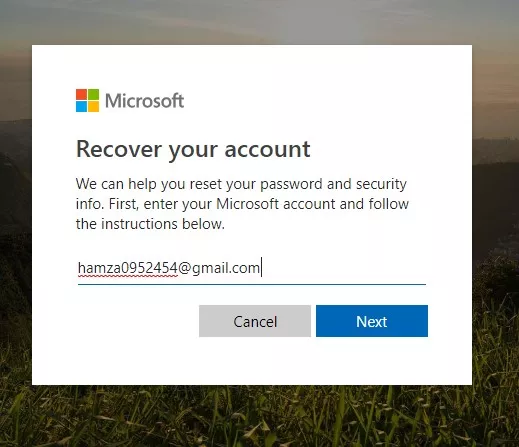 Microsoft
Recover your account
We can help you reset your password and security
info. First, enter your Microsoft account and follow
the instructions below.
hamza0952454@gmail.com
Cancel Next